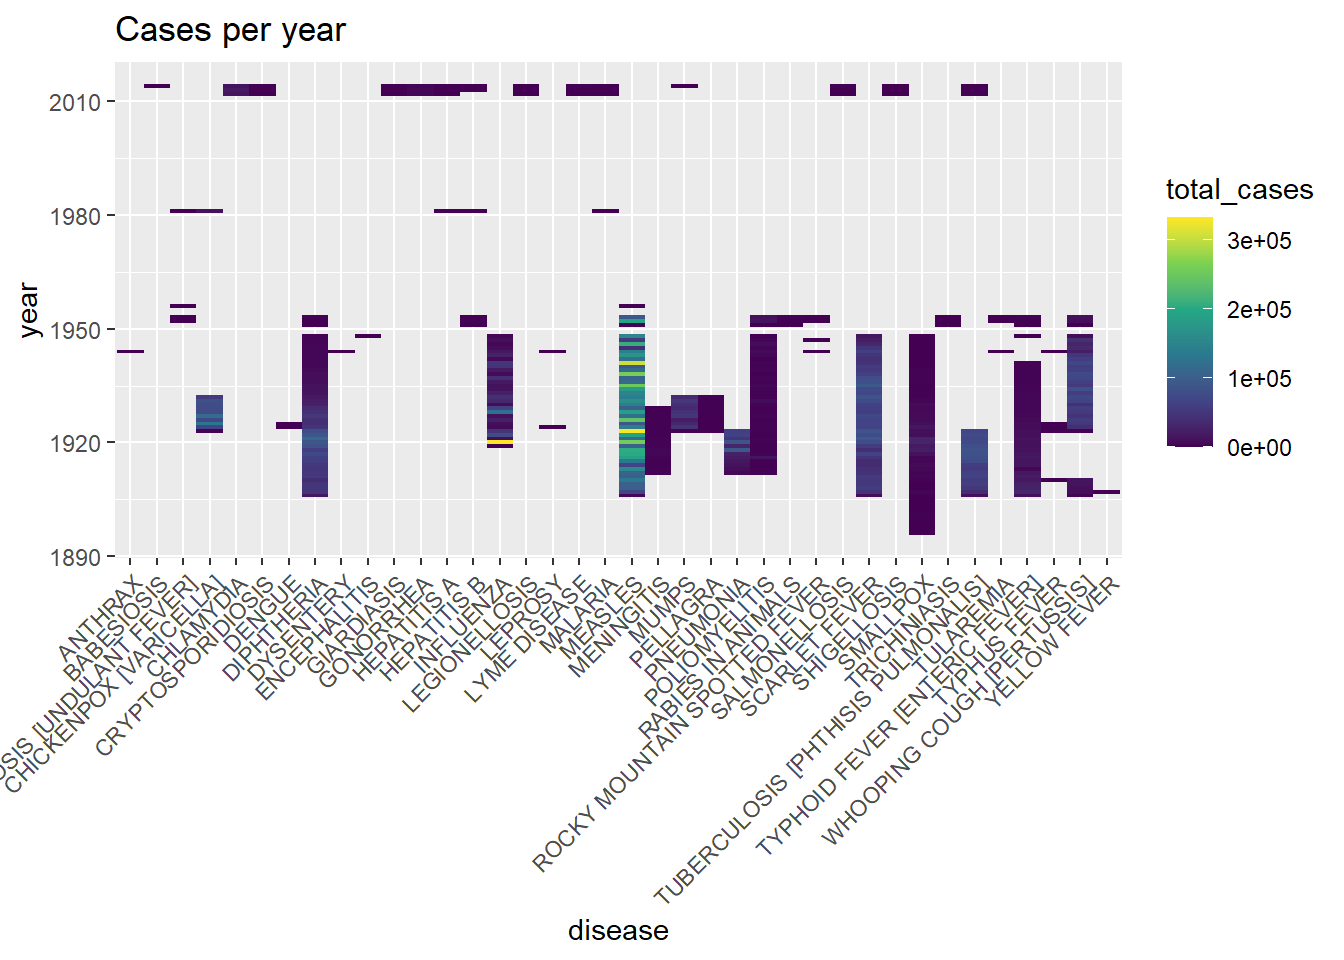 Cases per year
year
2010
1980
1950
1920
1890
ANTHRAX
BABESIOSIS
OSIS [UNDULANT FEVER]
CHICKENPOX [VARICELLA]
CHLAMYDIA
CRYPTOSPORIDIOSIS
DENGUE
DIPHTHERIA
DYSENTERY
ENCEPHALITIS
GIARDIASIS
GONORRHEA
HEPATITIS A
HEPATITIS B
INFLUENZA
LEGIONELLOSIS
LEPROSY
LYME DISEASE
MALARIA
MEASLES
MENINGITIS
MUMPS
PELLAGRA
PNEUMONIA
POLIOMYELITIS
RABIES IN ANIMALS
ROCKY MOUNTAIN SPOTTED FEVER
SALMONELLOSIS
SCARLET FEVER
SHIGELLOSIS
SMALLPOX
TRICHINIASIS
TUBERCULOSIS [PHTHISIS PULMONALIS]
TULAREMIA
TYPHOID FEVER [ENTERIC FEVER]
TYPHUS FEVER
WHOOPING COUGH [PERTUSSIS]
YELLOW FEVER
disease
total_cases
3e+05
2e+05
1e+05
0e+00